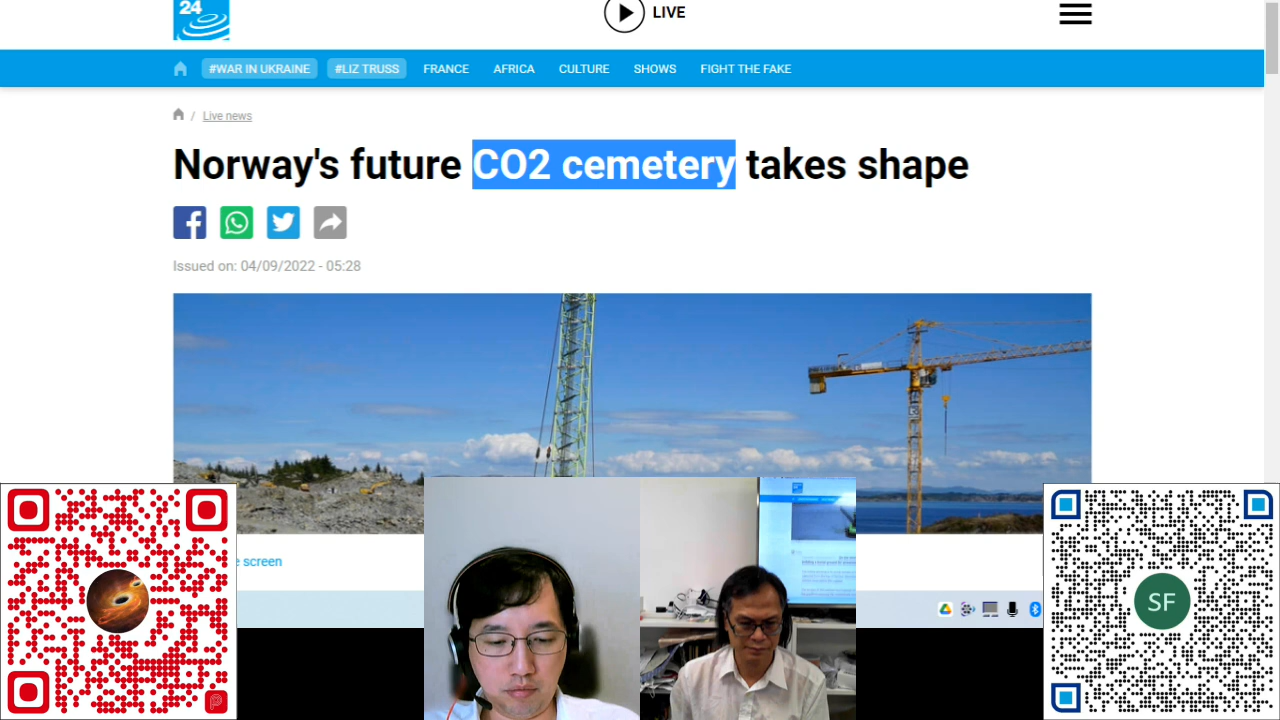 24
LIVE
#WAR IN UKRAINE #LIZ TRUSS FRANCE AFRICA CULTURE SHOWS FIGHT THE FAKE
/ Live news
Norway's future CO2 cemetery takes shape
Issued on: 04/09/2022 - 05:28
screen
SF